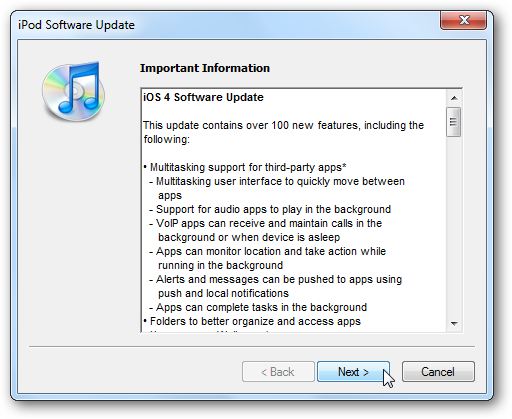 iPod Software Update
Important Information
iOS 4 Software Update
This update contains over 100 new features, including the
following:
• Multitasking support for third-party apps*
- Multitasking user interface to quickly move between
apps
- Support for audio apps to play in the background
- VoIP apps can receive and maintain calls in the
background or when device is asleep
- Apps can monitor location and take action while
running in the background
- Alerts and messages can be pushed to apps using
push and local notifications
- Apps can complete tasks in the background
• Folders to better organize and access apps
< Back
Next >
Cancel